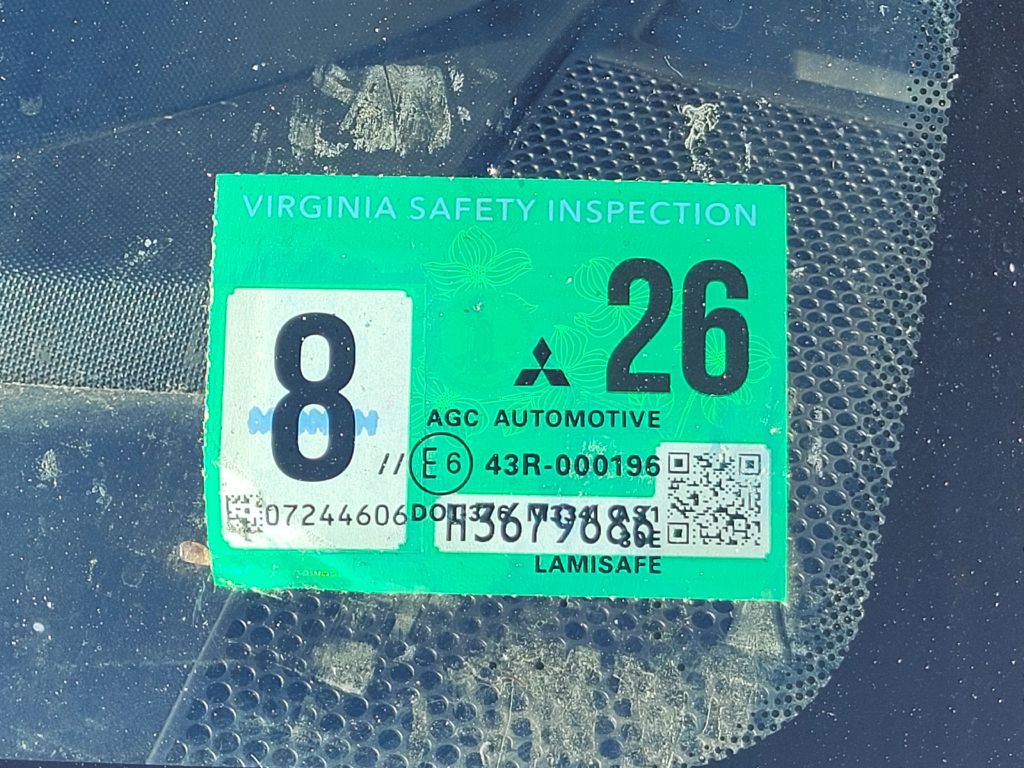 VIRGINIA SAFETY INSPECTION
8
26
AGC AUTOMOTIVE
// E6 43R-000196
07244606
LAMISAFE